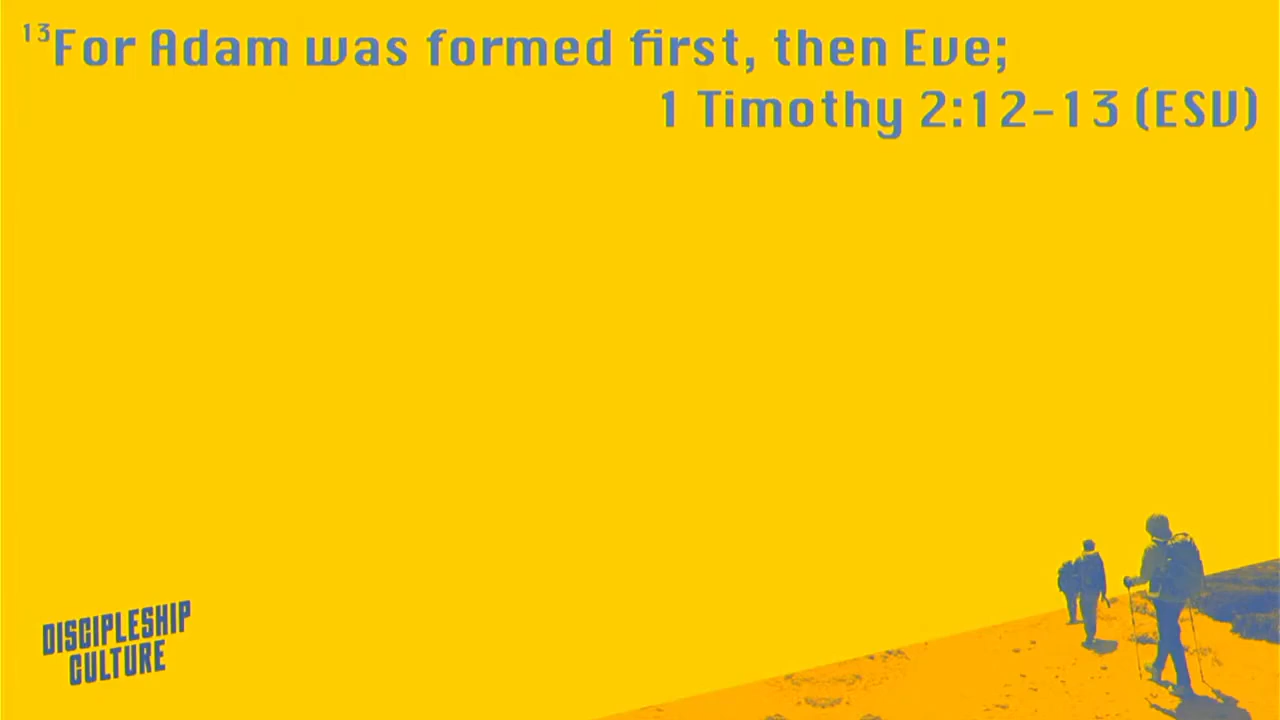 ¹³For Adam was formed first, then Eve;
1 Timothy 2:12–13 (ESV)
DISCIPLESHIP
CULTURE